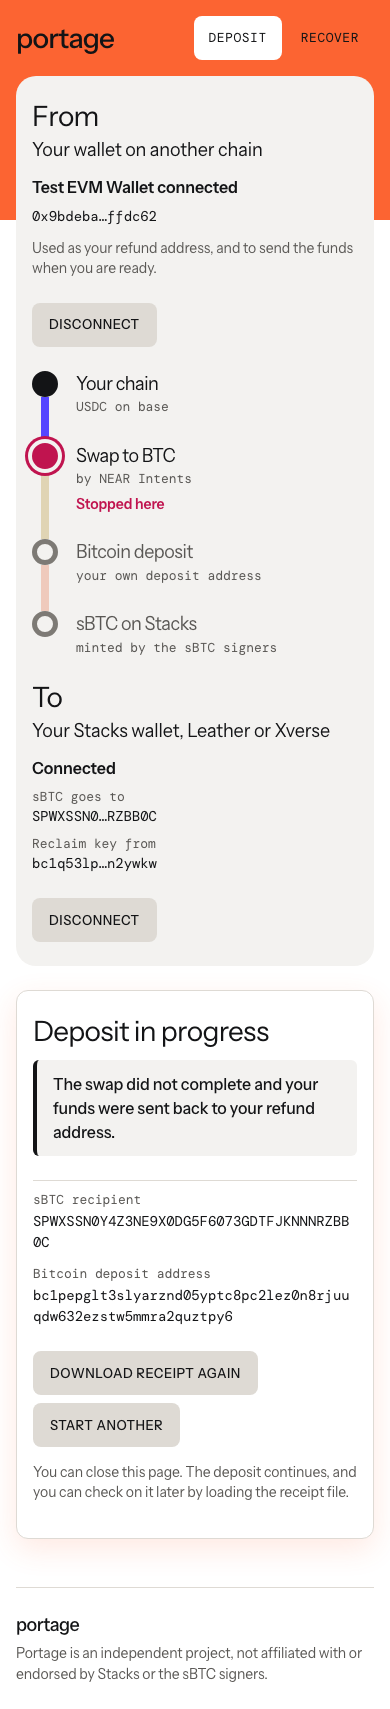 portage
DEPOSIT
RECOVER
From
Your wallet on another chain
Test EVM Wallet connected
0x9bdeba…ffdc62
Used as your refund address, and to send the funds
when you are ready.
DISCONNECT
Your chain
USDC on base
Swap to BTC
by NEAR Intents
Stopped here
Bitcoin deposit
your own deposit address
sBTC on Stacks
minted by the sBTC signers
To
Your Stacks wallet, Leather or Xverse
Connected
sBTC goes to
SPWXSSN0…RZBB0C
Reclaim key from
bc1q53lp…n2ywkw
DISCONNECT
Deposit in progress
The swap did not complete and your
funds were sent back to your refund
address.
sBTC recipient
SPWXSSN0Y4Z3NE9X0DG5F6073GDTFJKNNNRZBB
0C
Bitcoin deposit address
bc1pepglt3slyarznd05yptc8pc2lez0n8rjuu
qdw632ezstw5mmra2quztpy6
DOWNLOAD RECEIPT AGAIN
START ANOTHER
You can close this page. The deposit continues, and
you can check on it later by loading the receipt file.
portage
Portage is an independent project, not affiliated with or
endorsed by Stacks or the sBTC signers.